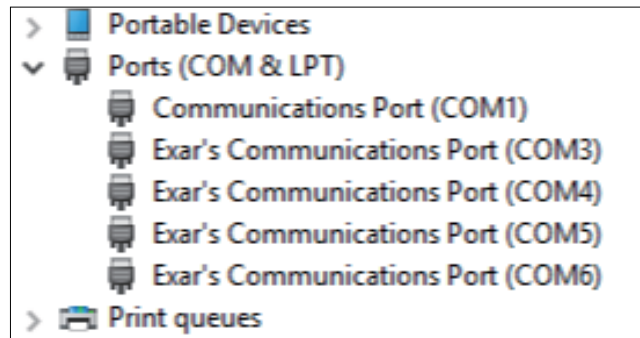 Portable Devices
Ports (COM & LPT)
Communications Port (COM1)
Exar's Communications Port (COM3)
Exar's Communications Port (COM4)
Exar's Communications Port (COM5)
Exar's Communications Port (COM6)
Print queues